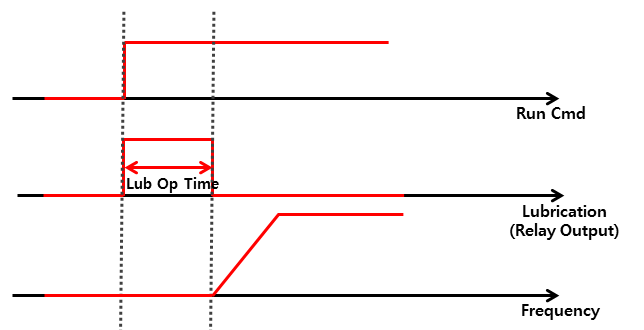 Run Cmd
Lub Op Time
Lubrication
(Relay Output)
Frequency